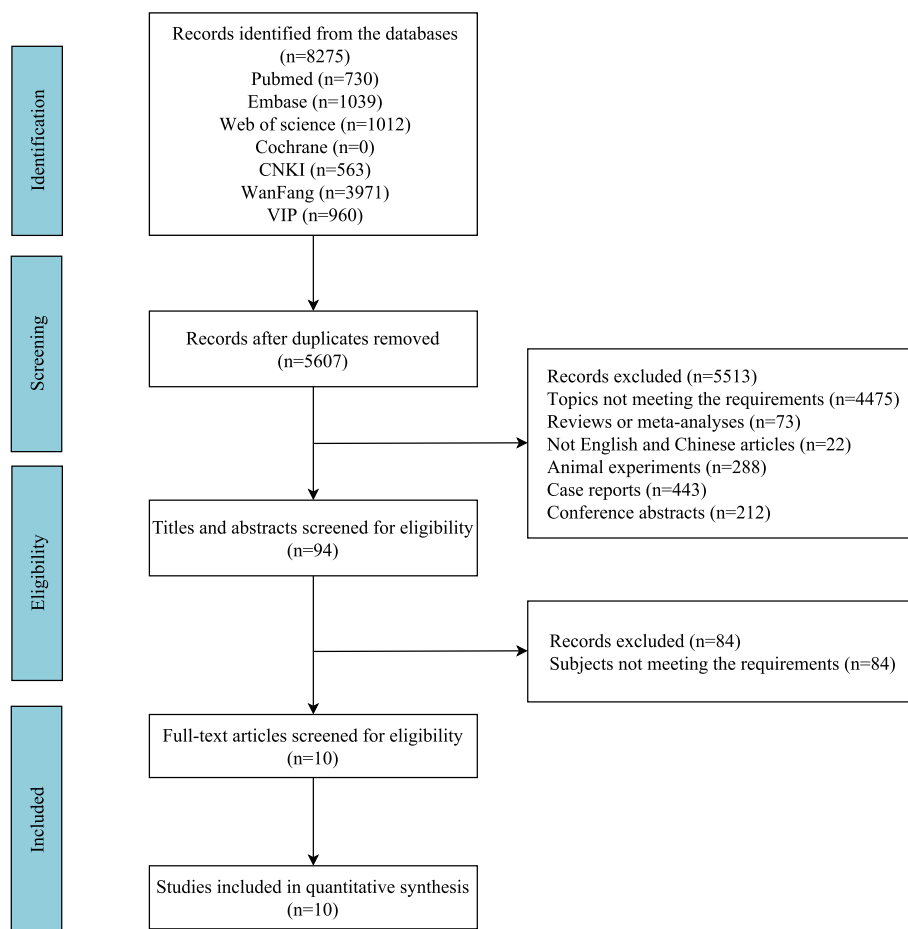 Identification
Records identified from the databases
(n=8275)
Pubmed (n=730)
Embase (n=1039)
Web of science (n=1012)
Cochrane (n=0)
CNKI (n=563)
WanFang (n=3971)
VIP (n=960)
Screening
Records after duplicates removed
(n=5607)
Records excluded (n=5513)
Topics not meeting the requirements (n=4475)
Reviews or meta-analyses (n=73)
Not English and Chinese articles (n=22)
Animal experiments (n=288)
Case reports (n=443)
Conference abstracts (n=212)
Eligibility
Titles and abstracts screened for eligibility
(n=94)
Records excluded (n=84)
Subjects not meeting the requirements (n=84)
Included
Full-text articles screened for eligibility
(n=10)
Studies included in quantitative synthesis
(n=10)